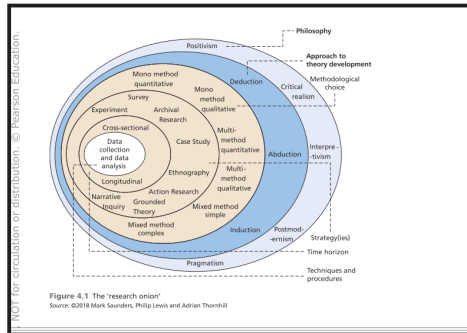 NOT for circulation or distribution. © Pearson Education.
Philosophy
Positivism
Approach to
theory development
Deduction
Methodological
choice
Critical
realism
Mono method
quantitative
Mono
method
qualitative
Survey
Experiment
Archival
Research
Cross-sectional
Case Study
Multi-
method
quantitative
Data
collection
and data
analysis
Abduction
Interpre-
-tivism
Ethnography
Multi-
method
qualitative
Longitudinal
Action Research
Narrative
Inquiry
Grounded
Theory
Mixed method
simple
Mixed method
complex
Induction
Postmod-
-ernism
Strategy(ies)
Pragmatism
Time horizon
Techniques and
procedures
Figure 4.1 The 'research onion'
Source: ©2018 Mark Saunders, Philip Lewis and Adrian Thornhill